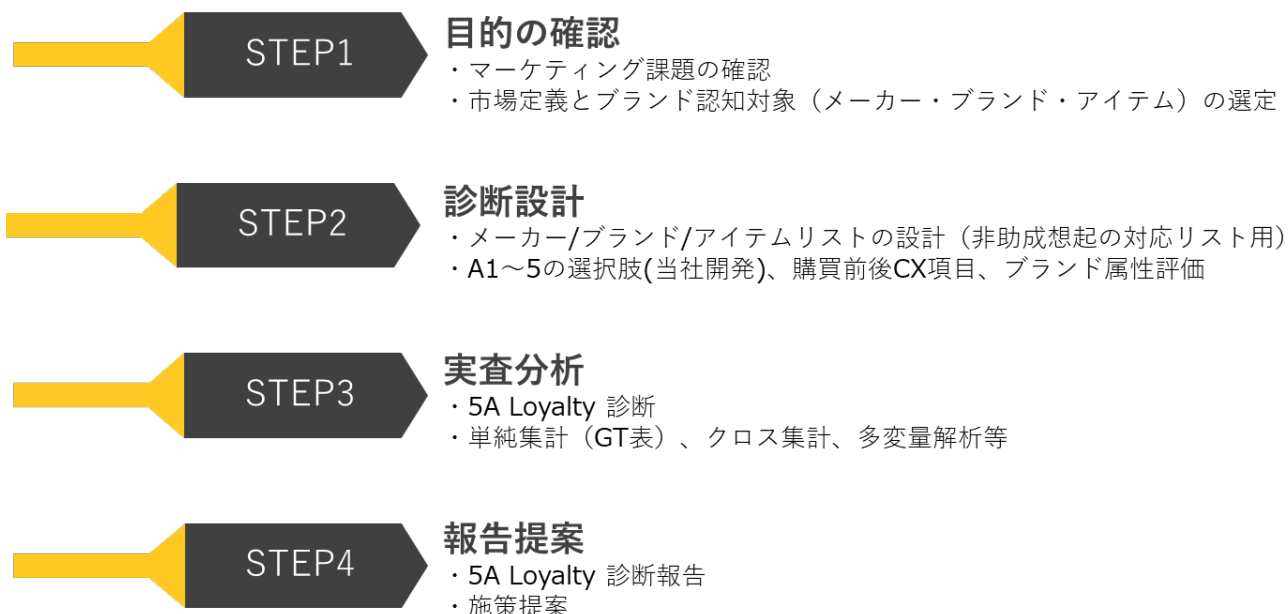 STEP1
目的の確認
・マーケティング課題の確認
・市場定義とブランド認知対象（メーカー・ブランド・アイテム）の選定
STEP2
診断設計
・メーカー/ブランド/アイテムリストの設計（非助成想起の対応リスト用）
・A1～5の選択肢(当社開発)、購買前後CX項目、ブランド属性評価
STEP3
実査分析
・5A Loyalty 診断
・単純集計（GT表）、クロス集計、多変量解析等
STEP4
報告提案
・5A Loyalty 診断報告
・施策提案